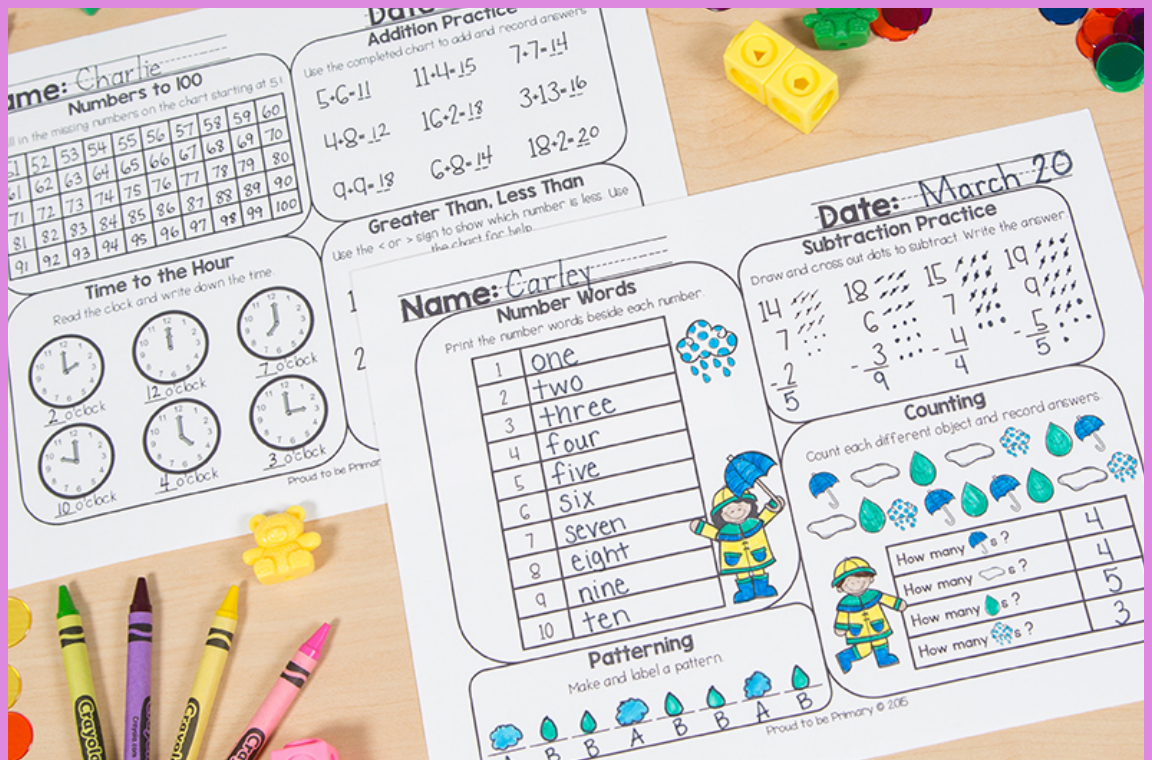 Date
ame: Charlie
Numbers to 100
ill in the missing numbers on the chart starting at 51
51 52 53 54 55 56 57 58 59 60
61 62 63 64 65 66 67 68 69 70
71 72 73 74 75 76 77 78 79 80
81 82 83 84 85 86 87 88 89 90
91 92 93 94 95 96 97 98 99 100
Addition Practice
Use the completed chart to add and record answers
5+6=11 11+4=15 7+7=14
4+8=12 16+2=18 3+13=16
9+9=18 6+8=14 18+2=20
Time to the Hour
Read the clock and write down the time.
2 o'clock 12 o'clock 7 o'clock
10 o'clock 4 o'clock 3 o'clock
Greater Than, Less Than
Use the < or > sign to show which number is less. Use
the chart for help.
1
2
Proud to be Primar
Name: Carley
Date: March 20
Number Words
Print the number words beside each number
1 one
2 two
3 three
4 four
5 five
6 six
7 seven
8 eight
9 nine
10 ten
Subtraction Practice
Draw and cross out dots to subtract. Write the answer
14 18 15 19
7 6 7 9
-2 -3 -4 -5
5 9 4 5
Counting
Count each different object and record answers
How many s? 4
How many s? 4
How many s? 5
How many s? 3
Patterning
Make and label a pattern.
A B B A B B A B
Proud to be Primary © 2015
Crayola
Crayola
Crayola
Crayola